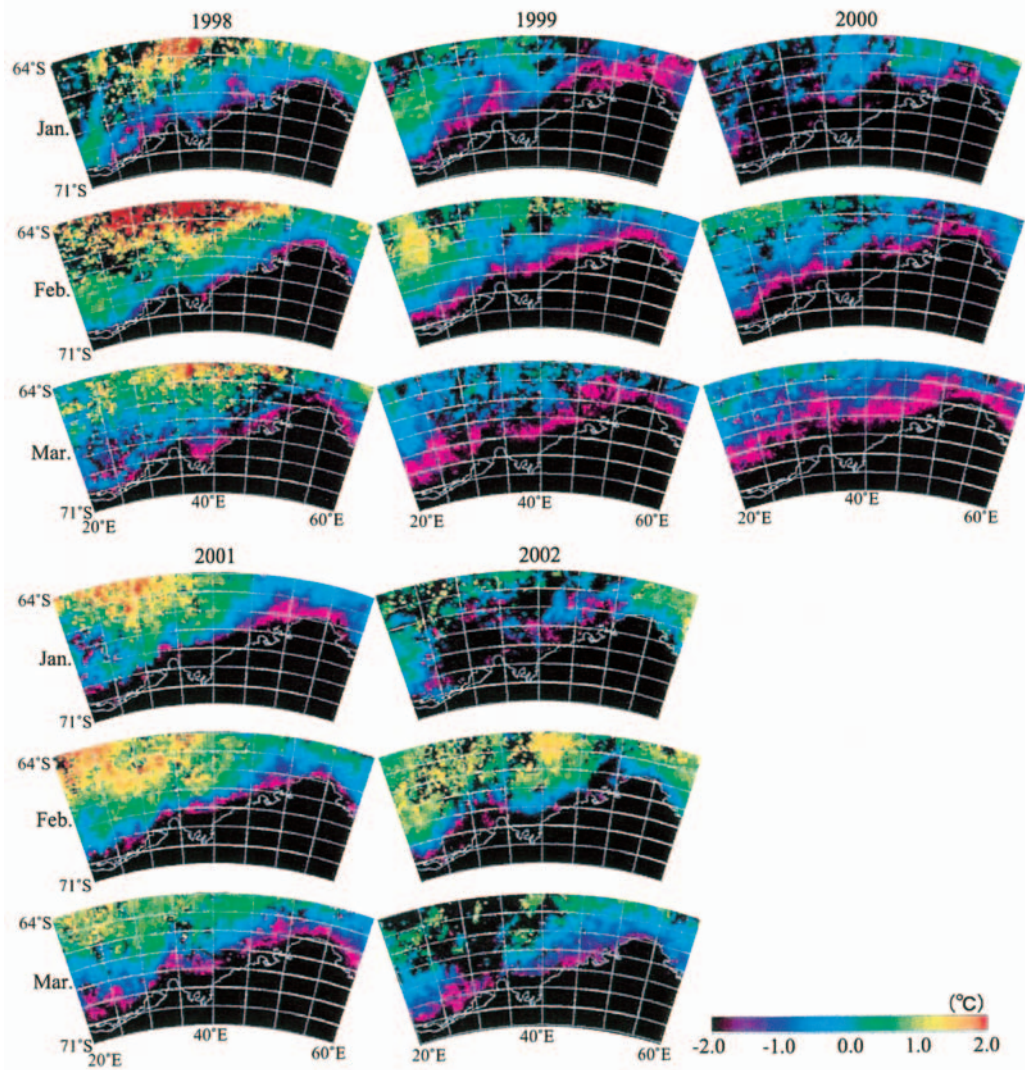 1998 1999 2000
64°S
Jan.
71°S
64°S
Feb.
71°S
64°S
Mar.
71°S
20°E 40°E 60°E 20°E 40°E 60°E 20°E 40°E 60°E
2001 2002
64°S
Jan.
71°S
64°S
Feb.
71°S
64°S
Mar.
71°S
20°E 40°E 60°E 20°E 40°E 60°E
(°C)
-2.0 -1.0 0.0 1.0 2.0